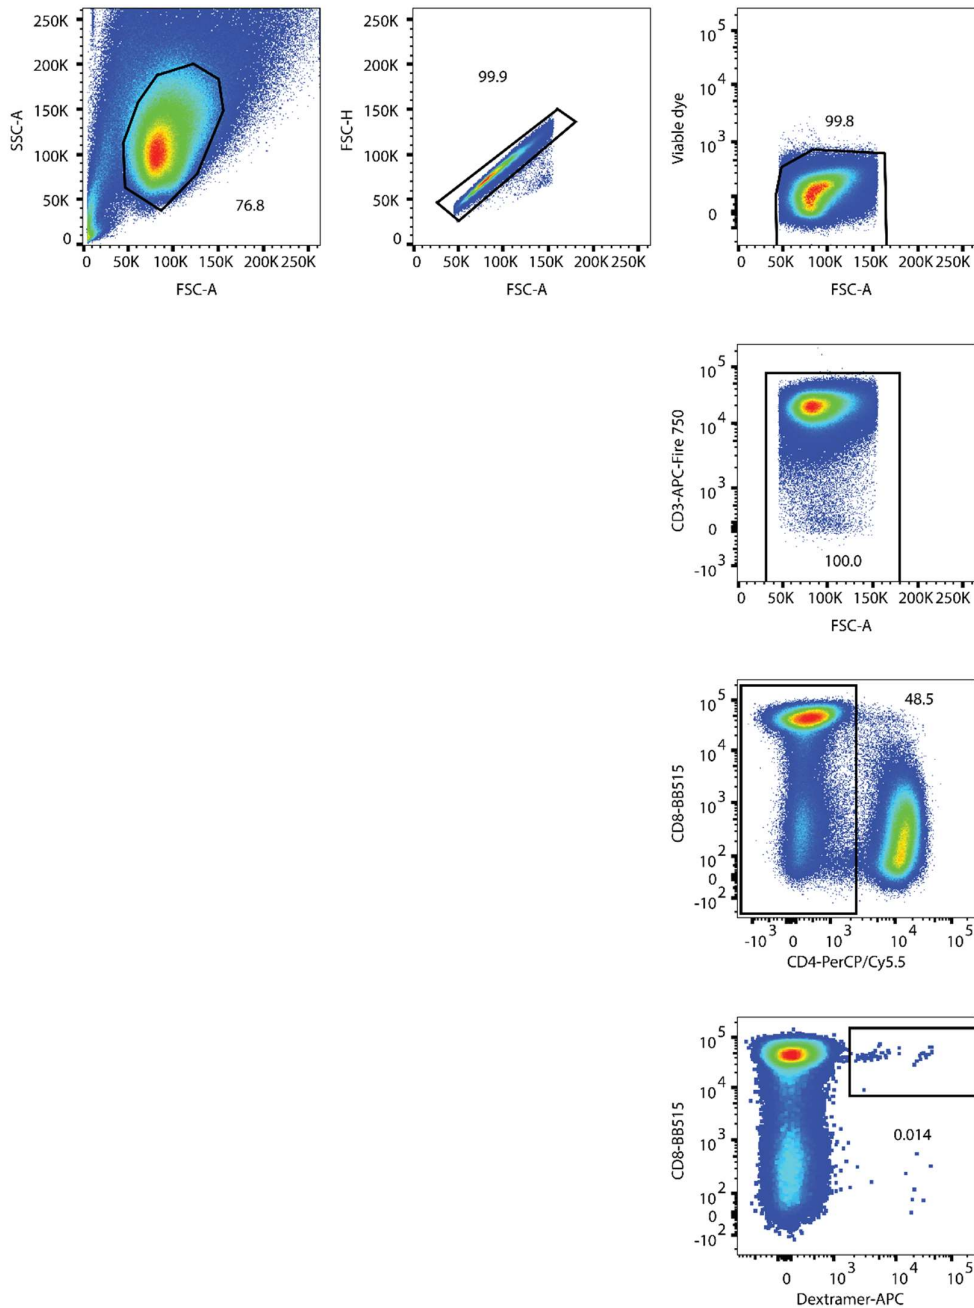 250K
200K
150K
100K
50K
0
SSC-A
76.8
0 50K 100K 150K 200K 250K
FSC-A
250K
200K
150K
100K
50K
0
FSC-H
99.9
0 50K 100K 150K 200K 250K
FSC-A
10^5
10^4
10^3
0
Viable dye
99.8
0 50K 100K 150K 200K 250K
FSC-A
10^5
10^4
10^3
0
-10^3
CD3-APC-Fire 750
100.0
0 50K 100K 150K 200K 250K
FSC-A
10^5
10^4
10^3
10^2
0
-10^2
CD8-BB515
48.5
-10^3 0 10^3 10^4 10^5
CD4-PerCP/Cy5.5
10^5
10^4
10^3
10^2
0
-10^2
CD8-BB515
0.014
0 10^3 10^4 10^5
Dextramer-APC